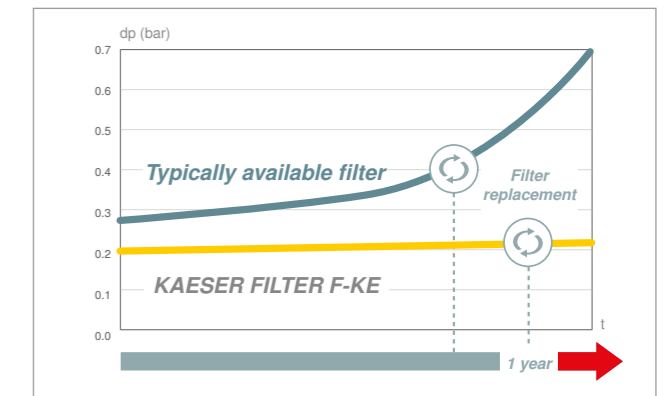 dp (bar)
0.7
0.6
0.5
0.4
0.3
0.2
0.1
0.0
Typically available filter
Filter
replacement
KAESER FILTER F-KE
t
1 year